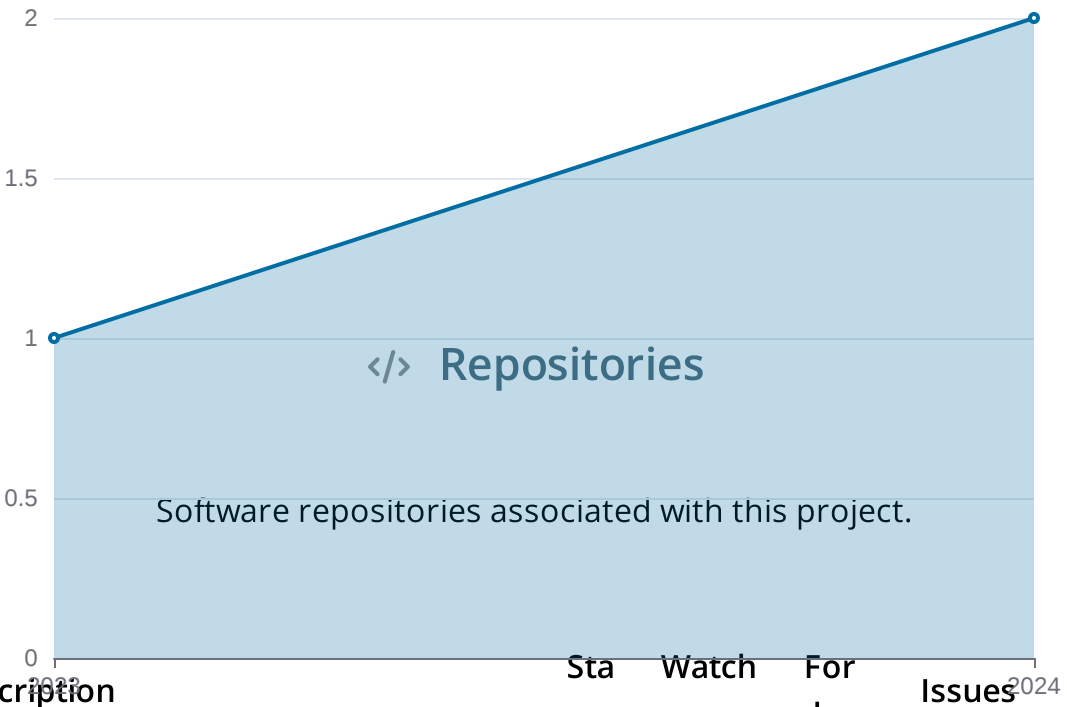 2
1.5
1
</> Repositories
0.5
Software repositories associated with this project.
0
Sta Watch For
cription Issues
2023 2024